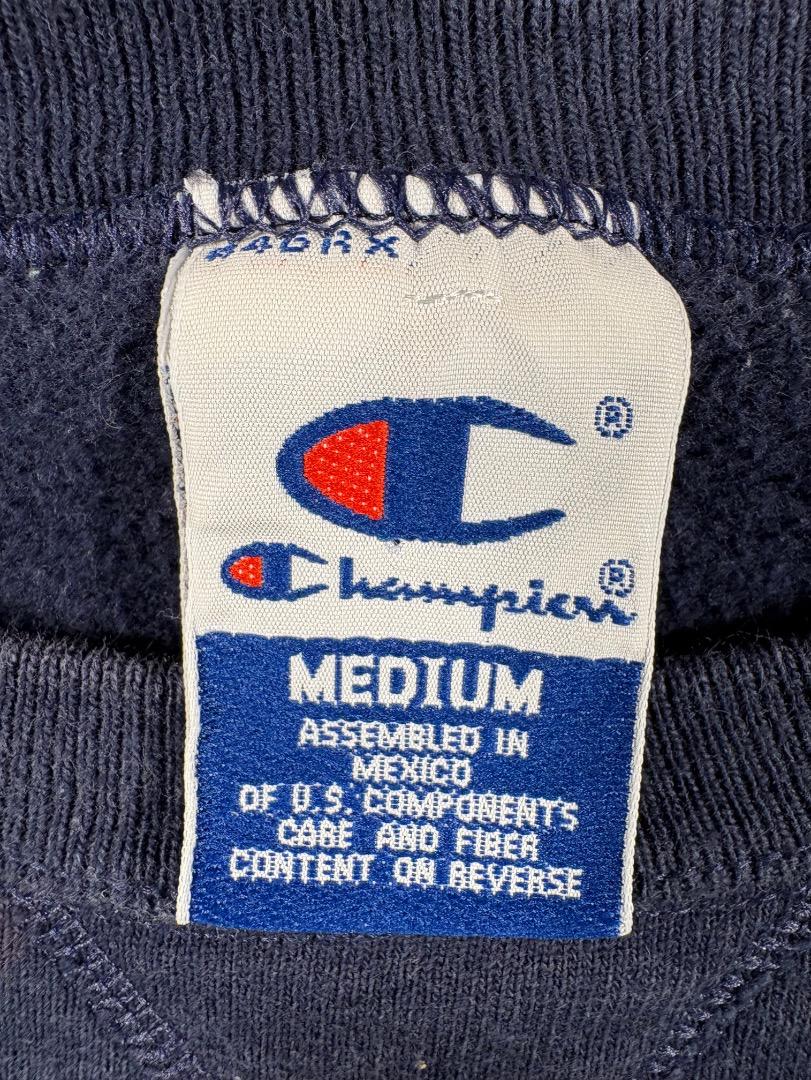 Champion®
MEDIUM
ASSEMBLED IN
MEXICO
OF U.S. COMPONENTS
CARE AND FIBER
CONTENT ON REVERSE